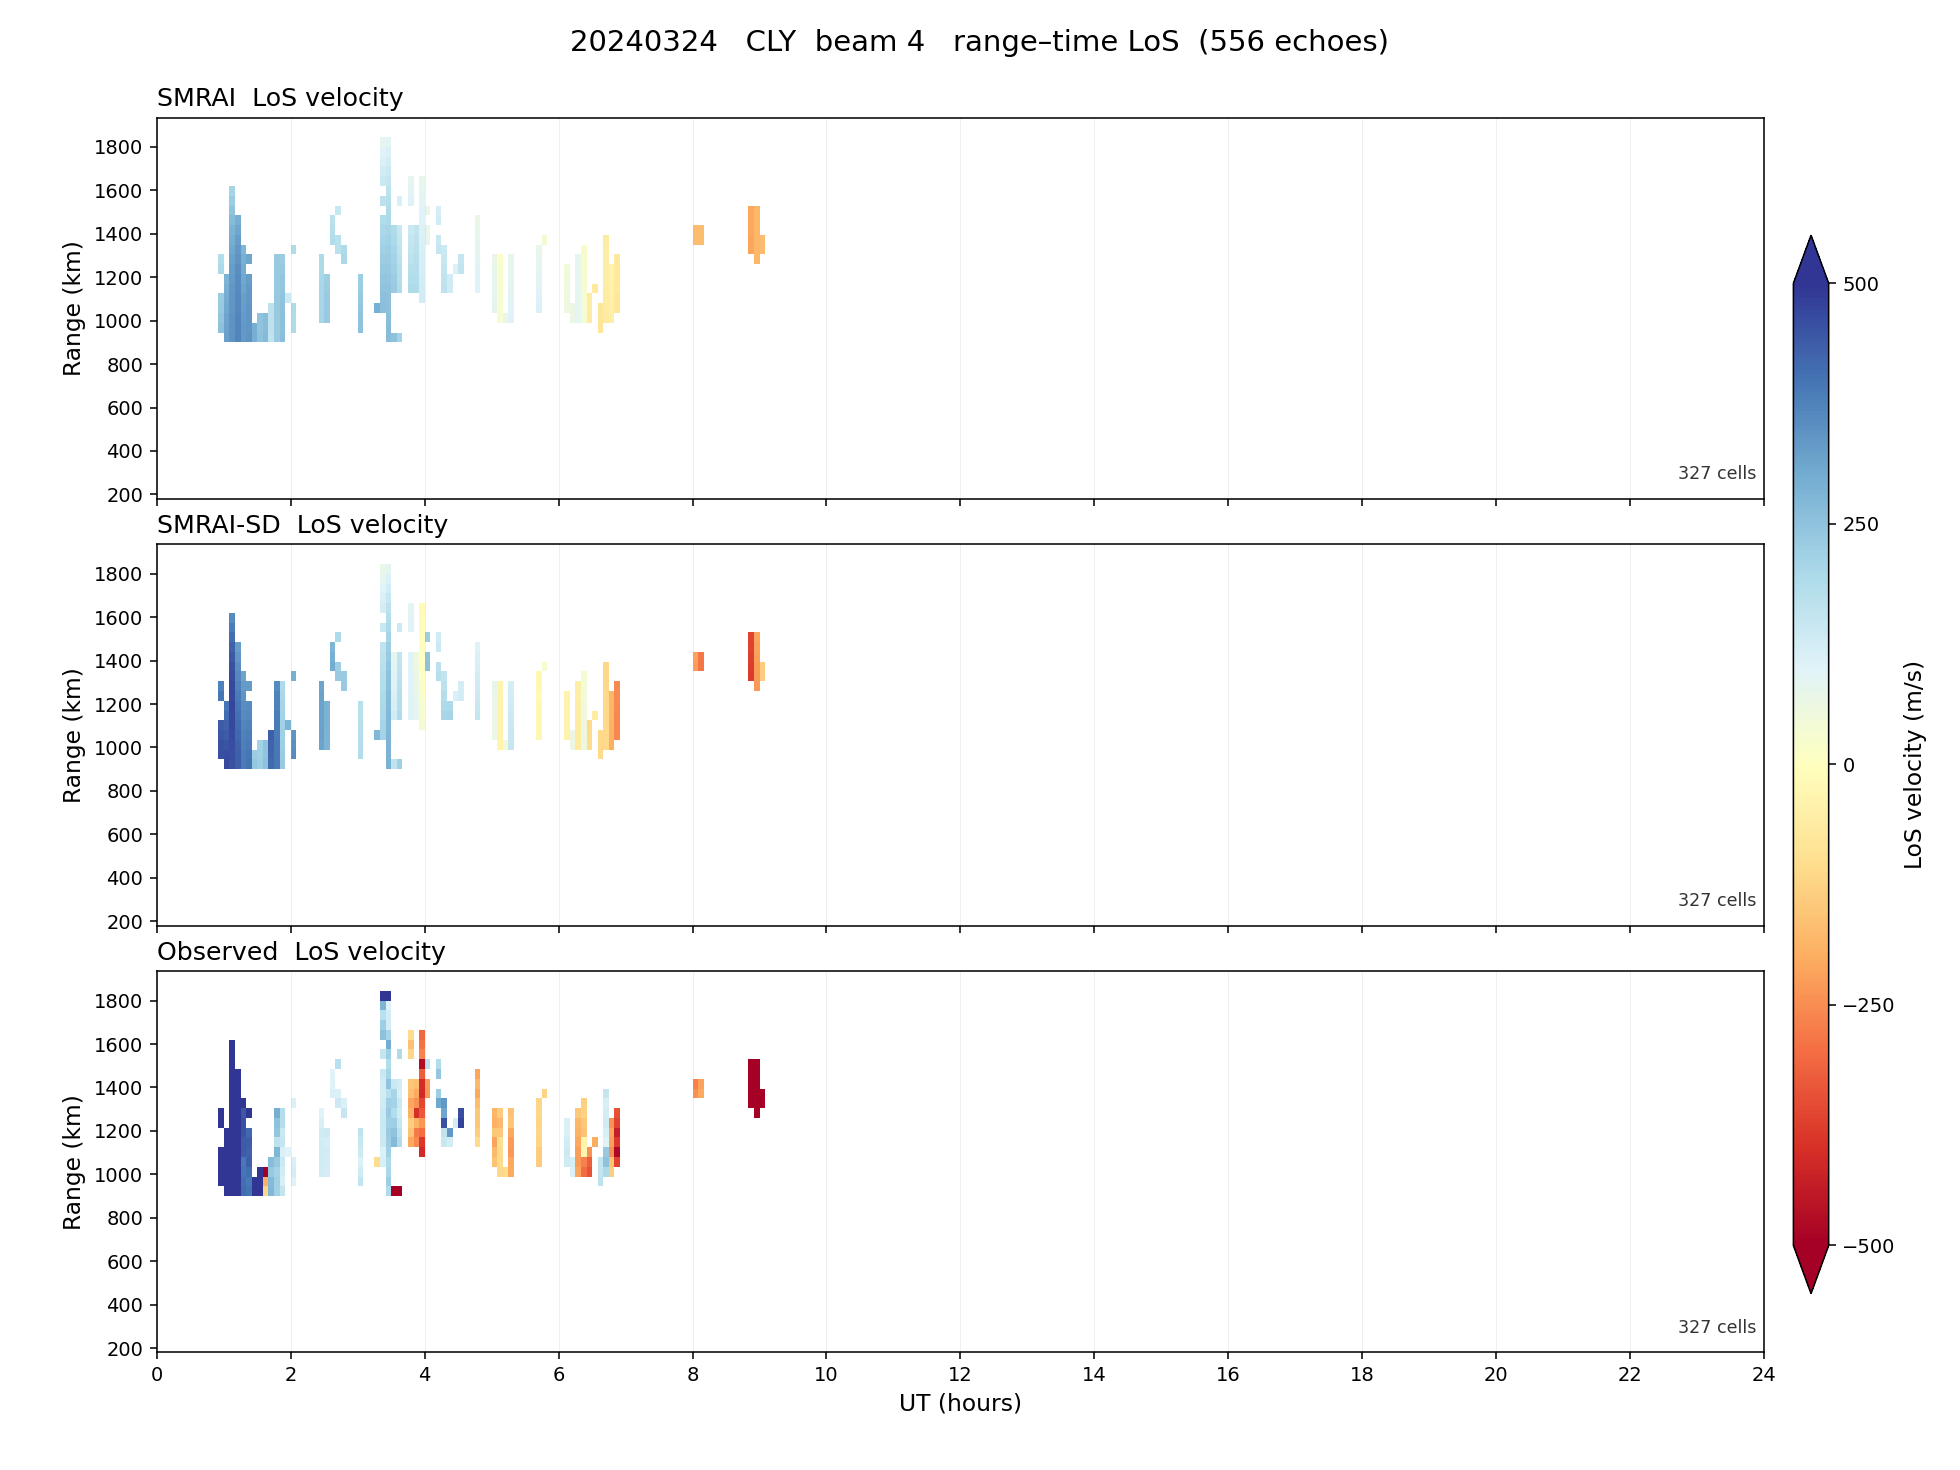 20240324   CLY  beam 4   range–time LoS  (556 echoes)
SMRAI  LoS velocity
1800
1600
1400
1200
1000
800
600
400
200
Range (km)
327 cells
SMRAI-SD  LoS velocity
1800
1600
1400
1200
1000
800
600
400
200
Range (km)
327 cells
Observed  LoS velocity
1800
1600
1400
1200
1000
800
600
400
200
Range (km)
327 cells
0 2 4 6 8 10 12 14 16 18 20 22 24
UT (hours)
500
250
0
−250
−500
LoS velocity (m/s)